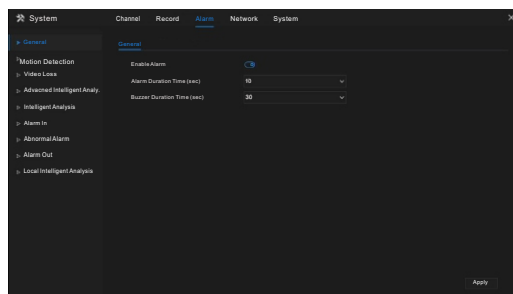 System
Channel Record Alarm Network System
General
General
Motion Detection
Video Loss
Advacned Intelligent Analy.
Intelligent Analysis
Alarm In
Abnormal Alarm
Alarm Out
Local Intelligent Analysis
Enable Alarm
Alarm Duration Time (sec) 10
Buzzer Duration Time (sec) 30
Apply